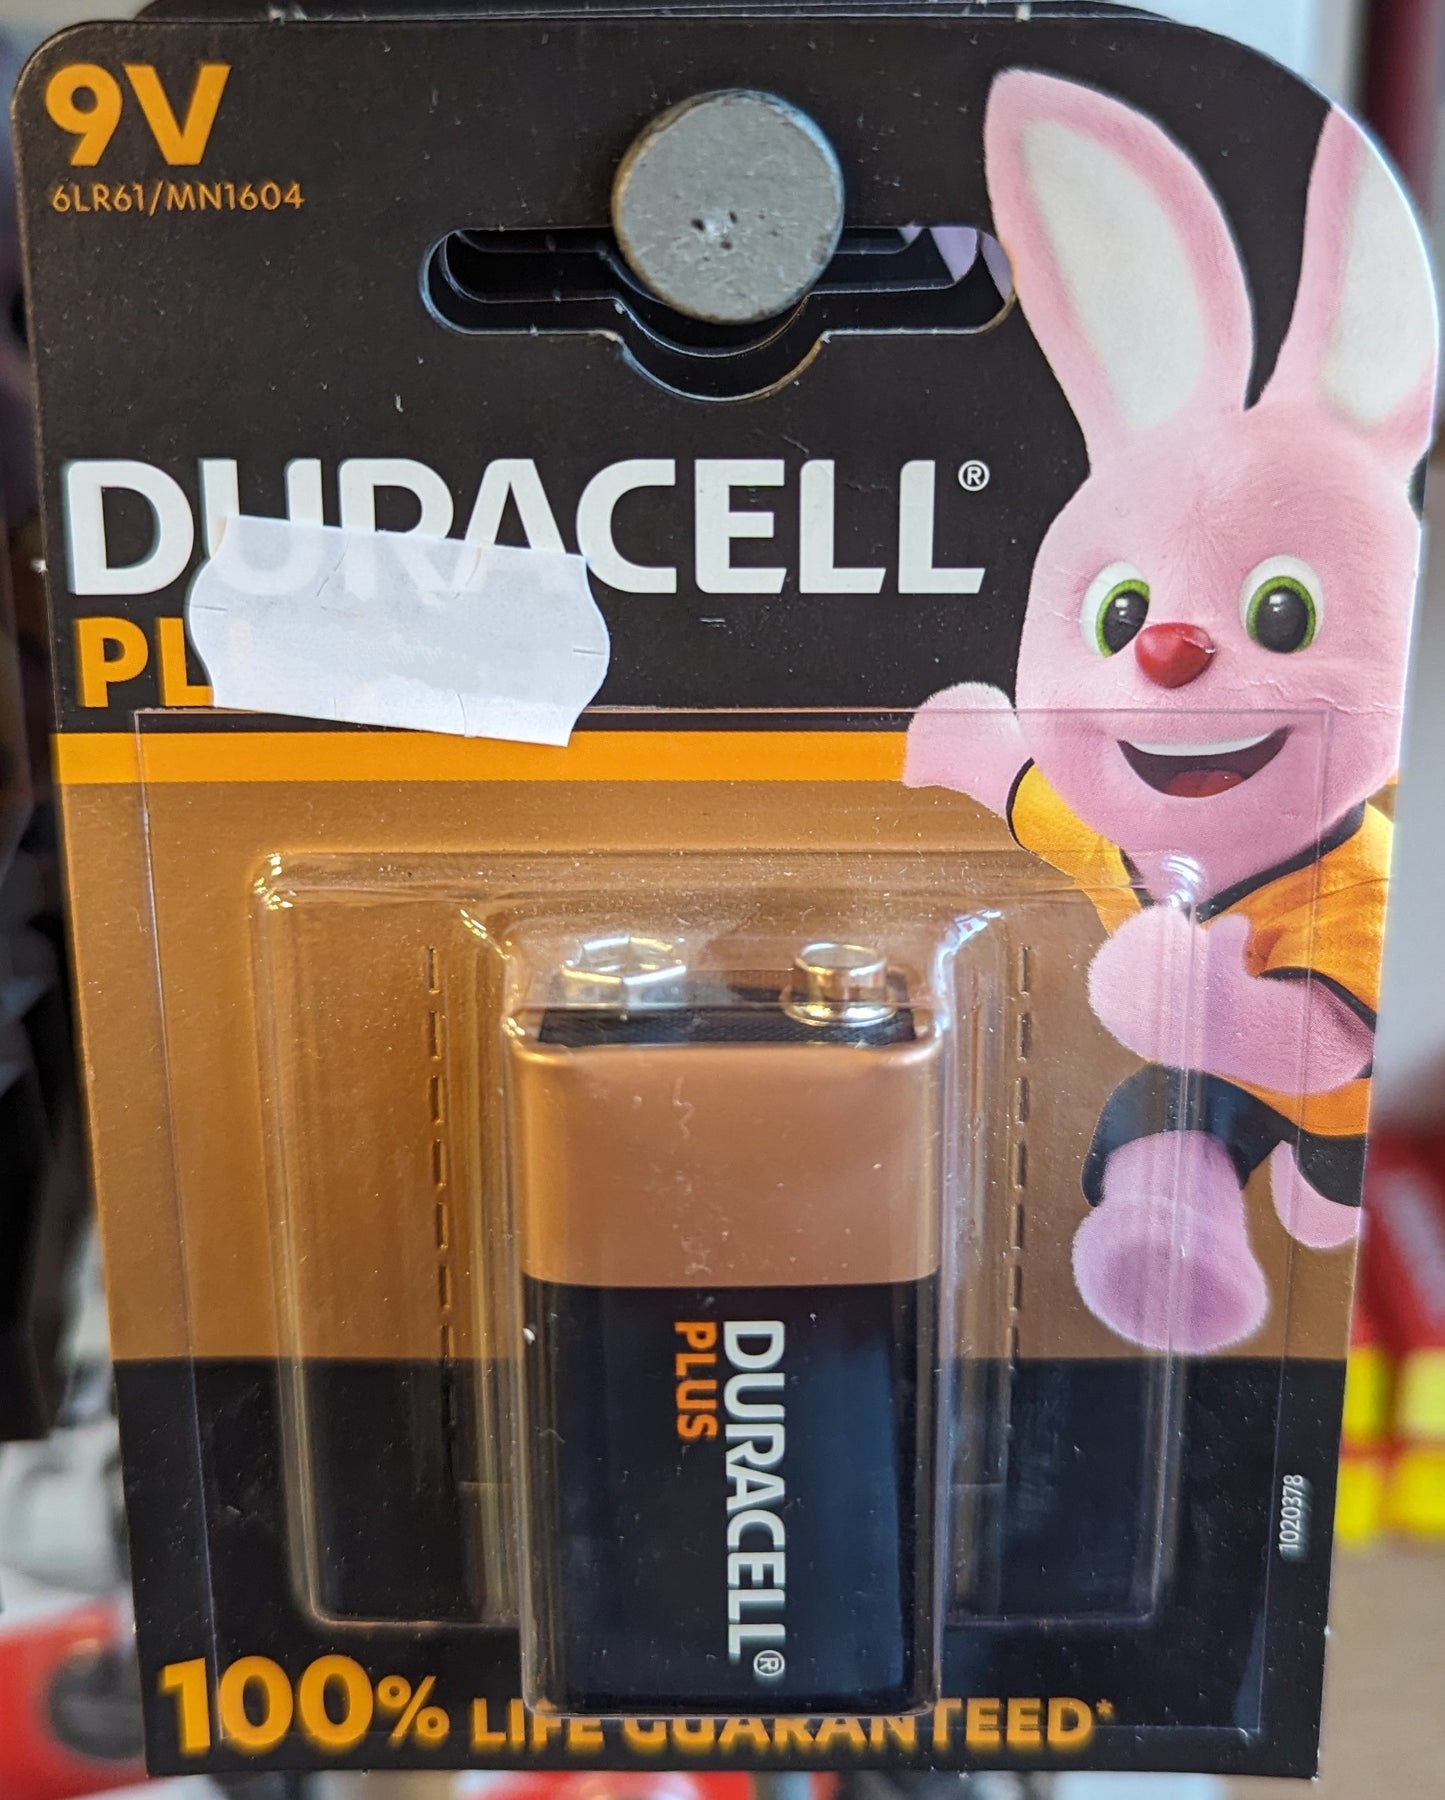 9V
6LR61/MN1604
DURACELL®
PL
DURACELL®
PLUS
1020378
100% LIFE GUARANTEED*